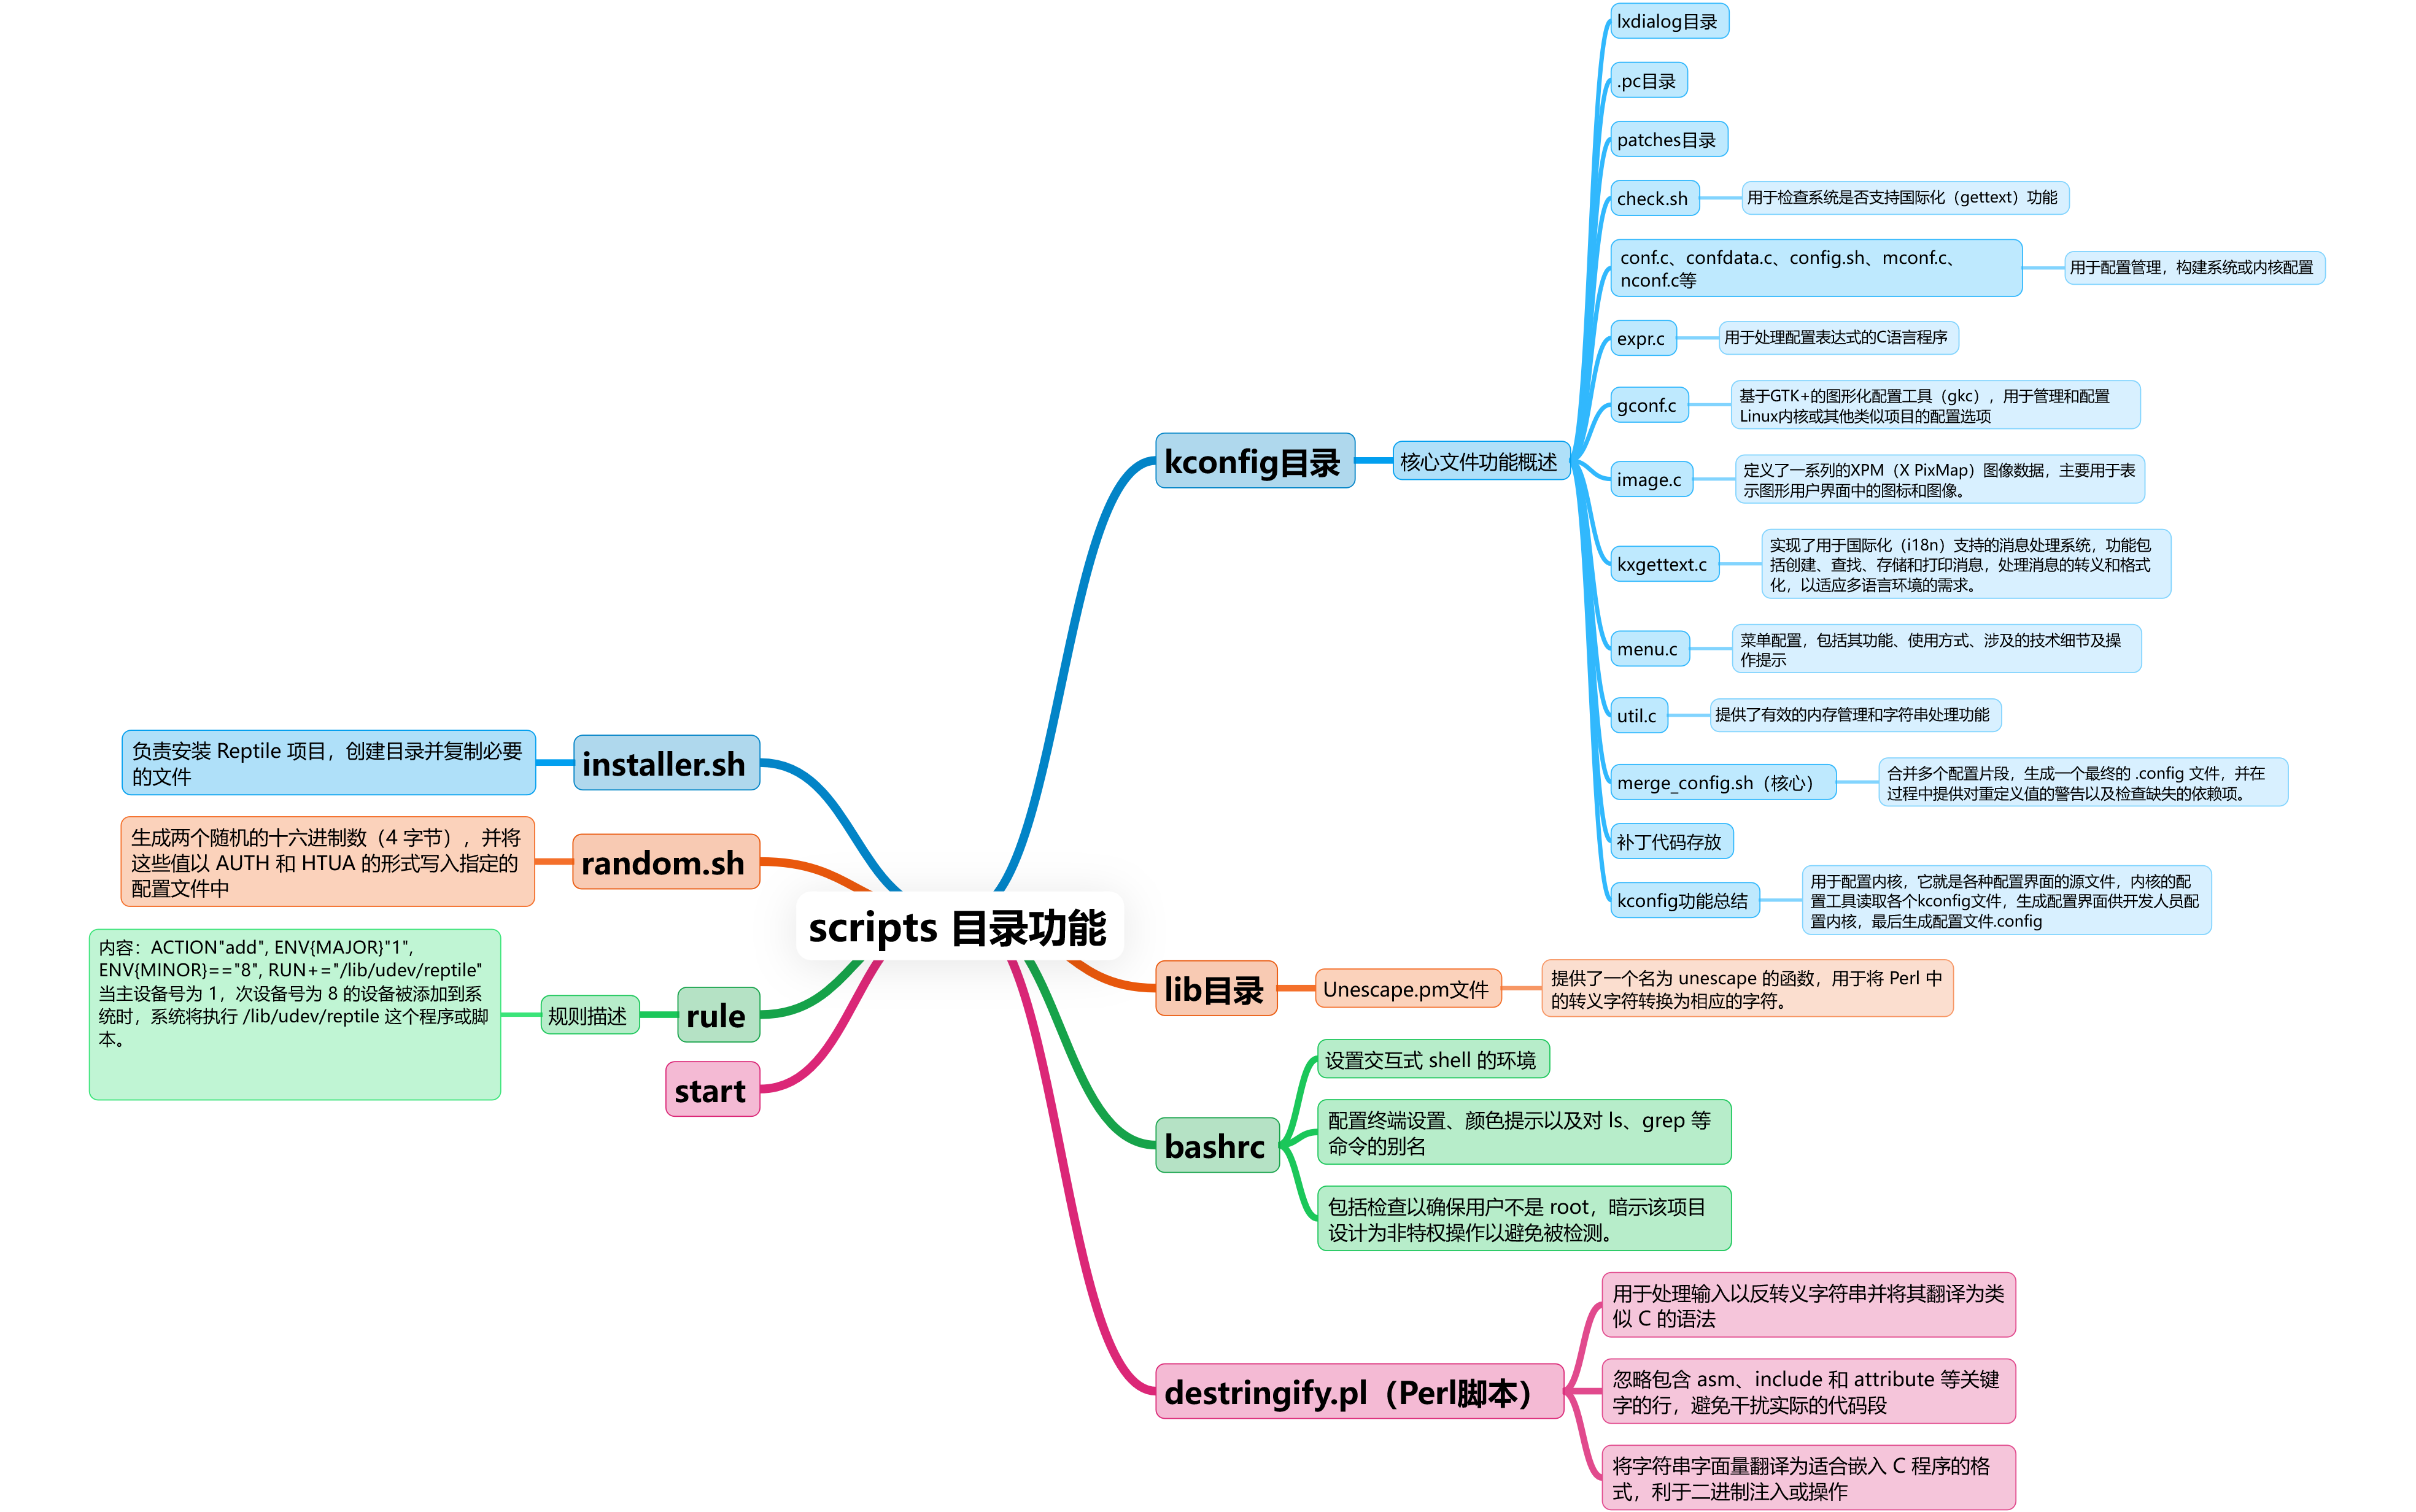 scripts 目录功能
kconfig目录
核心文件功能概述
lxdialog目录
.pc目录
patches目录
check.sh
用于检查系统是否支持国际化（gettext）功能
conf.c、confdata.c、config.sh、mconf.c、
nconf.c等
用于配置管理，构建系统或内核配置
expr.c
用于处理配置表达式的C语言程序
gconf.c
基于GTK+的图形化配置工具（gkc），用于管理和配置
Linux内核或其他类似项目的配置选项
image.c
定义了一系列的XPM（X PixMap）图像数据，主要用于表
示图形用户界面中的图标和图像。
kxgettext.c
实现了用于国际化（i18n）支持的消息处理系统，功能包
括创建、查找、存储和打印消息，处理消息的转义和格式
化，以适应多语言环境的需求。
menu.c
菜单配置，包括其功能、使用方式、涉及的技术细节及操
作提示
util.c
提供了有效的内存管理和字符串处理功能
merge_config.sh（核心）
合并多个配置片段，生成一个最终的 .config 文件，并在
过程中提供对重定义值的警告以及检查缺失的依赖项。
补丁代码存放
kconfig功能总结
用于配置内核，它就是各种配置界面的源文件，内核的配
置工具读取各个kconfig文件，生成配置界面供开发人员配
置内核，最后生成配置文件.config
lib目录
Unescape.pm文件
提供了一个名为 unescape 的函数，用于将 Perl 中
的转义字符转换为相应的字符。
bashrc
设置交互式 shell 的环境
配置终端设置、颜色提示以及对 ls、grep 等
命令的别名
包括检查以确保用户不是 root，暗示该项目
设计为非特权操作以避免被检测。
destringify.pl（Perl脚本）
用于处理输入以反转义字符串并将其翻译为类
似 C 的语法
忽略包含 asm、include 和 attribute 等关键
字的行，避免干扰实际的代码段
将字符串字面量翻译为适合嵌入 C 程序的格
式，利于二进制注入或操作
installer.sh
负责安装 Reptile 项目，创建目录并复制必要
的文件
random.sh
生成两个随机的十六进制数（4 字节），并将
这些值以 AUTH 和 HTUA 的形式写入指定的
配置文件中
rule
规则描述
内容：ACTION"add", ENV{MAJOR}"1",
ENV{MINOR}=="8", RUN+="/lib/udev/reptile"
当主设备号为 1，次设备号为 8 的设备被添加到系
统时，系统将执行 /lib/udev/reptile 这个程序或脚
本。
start